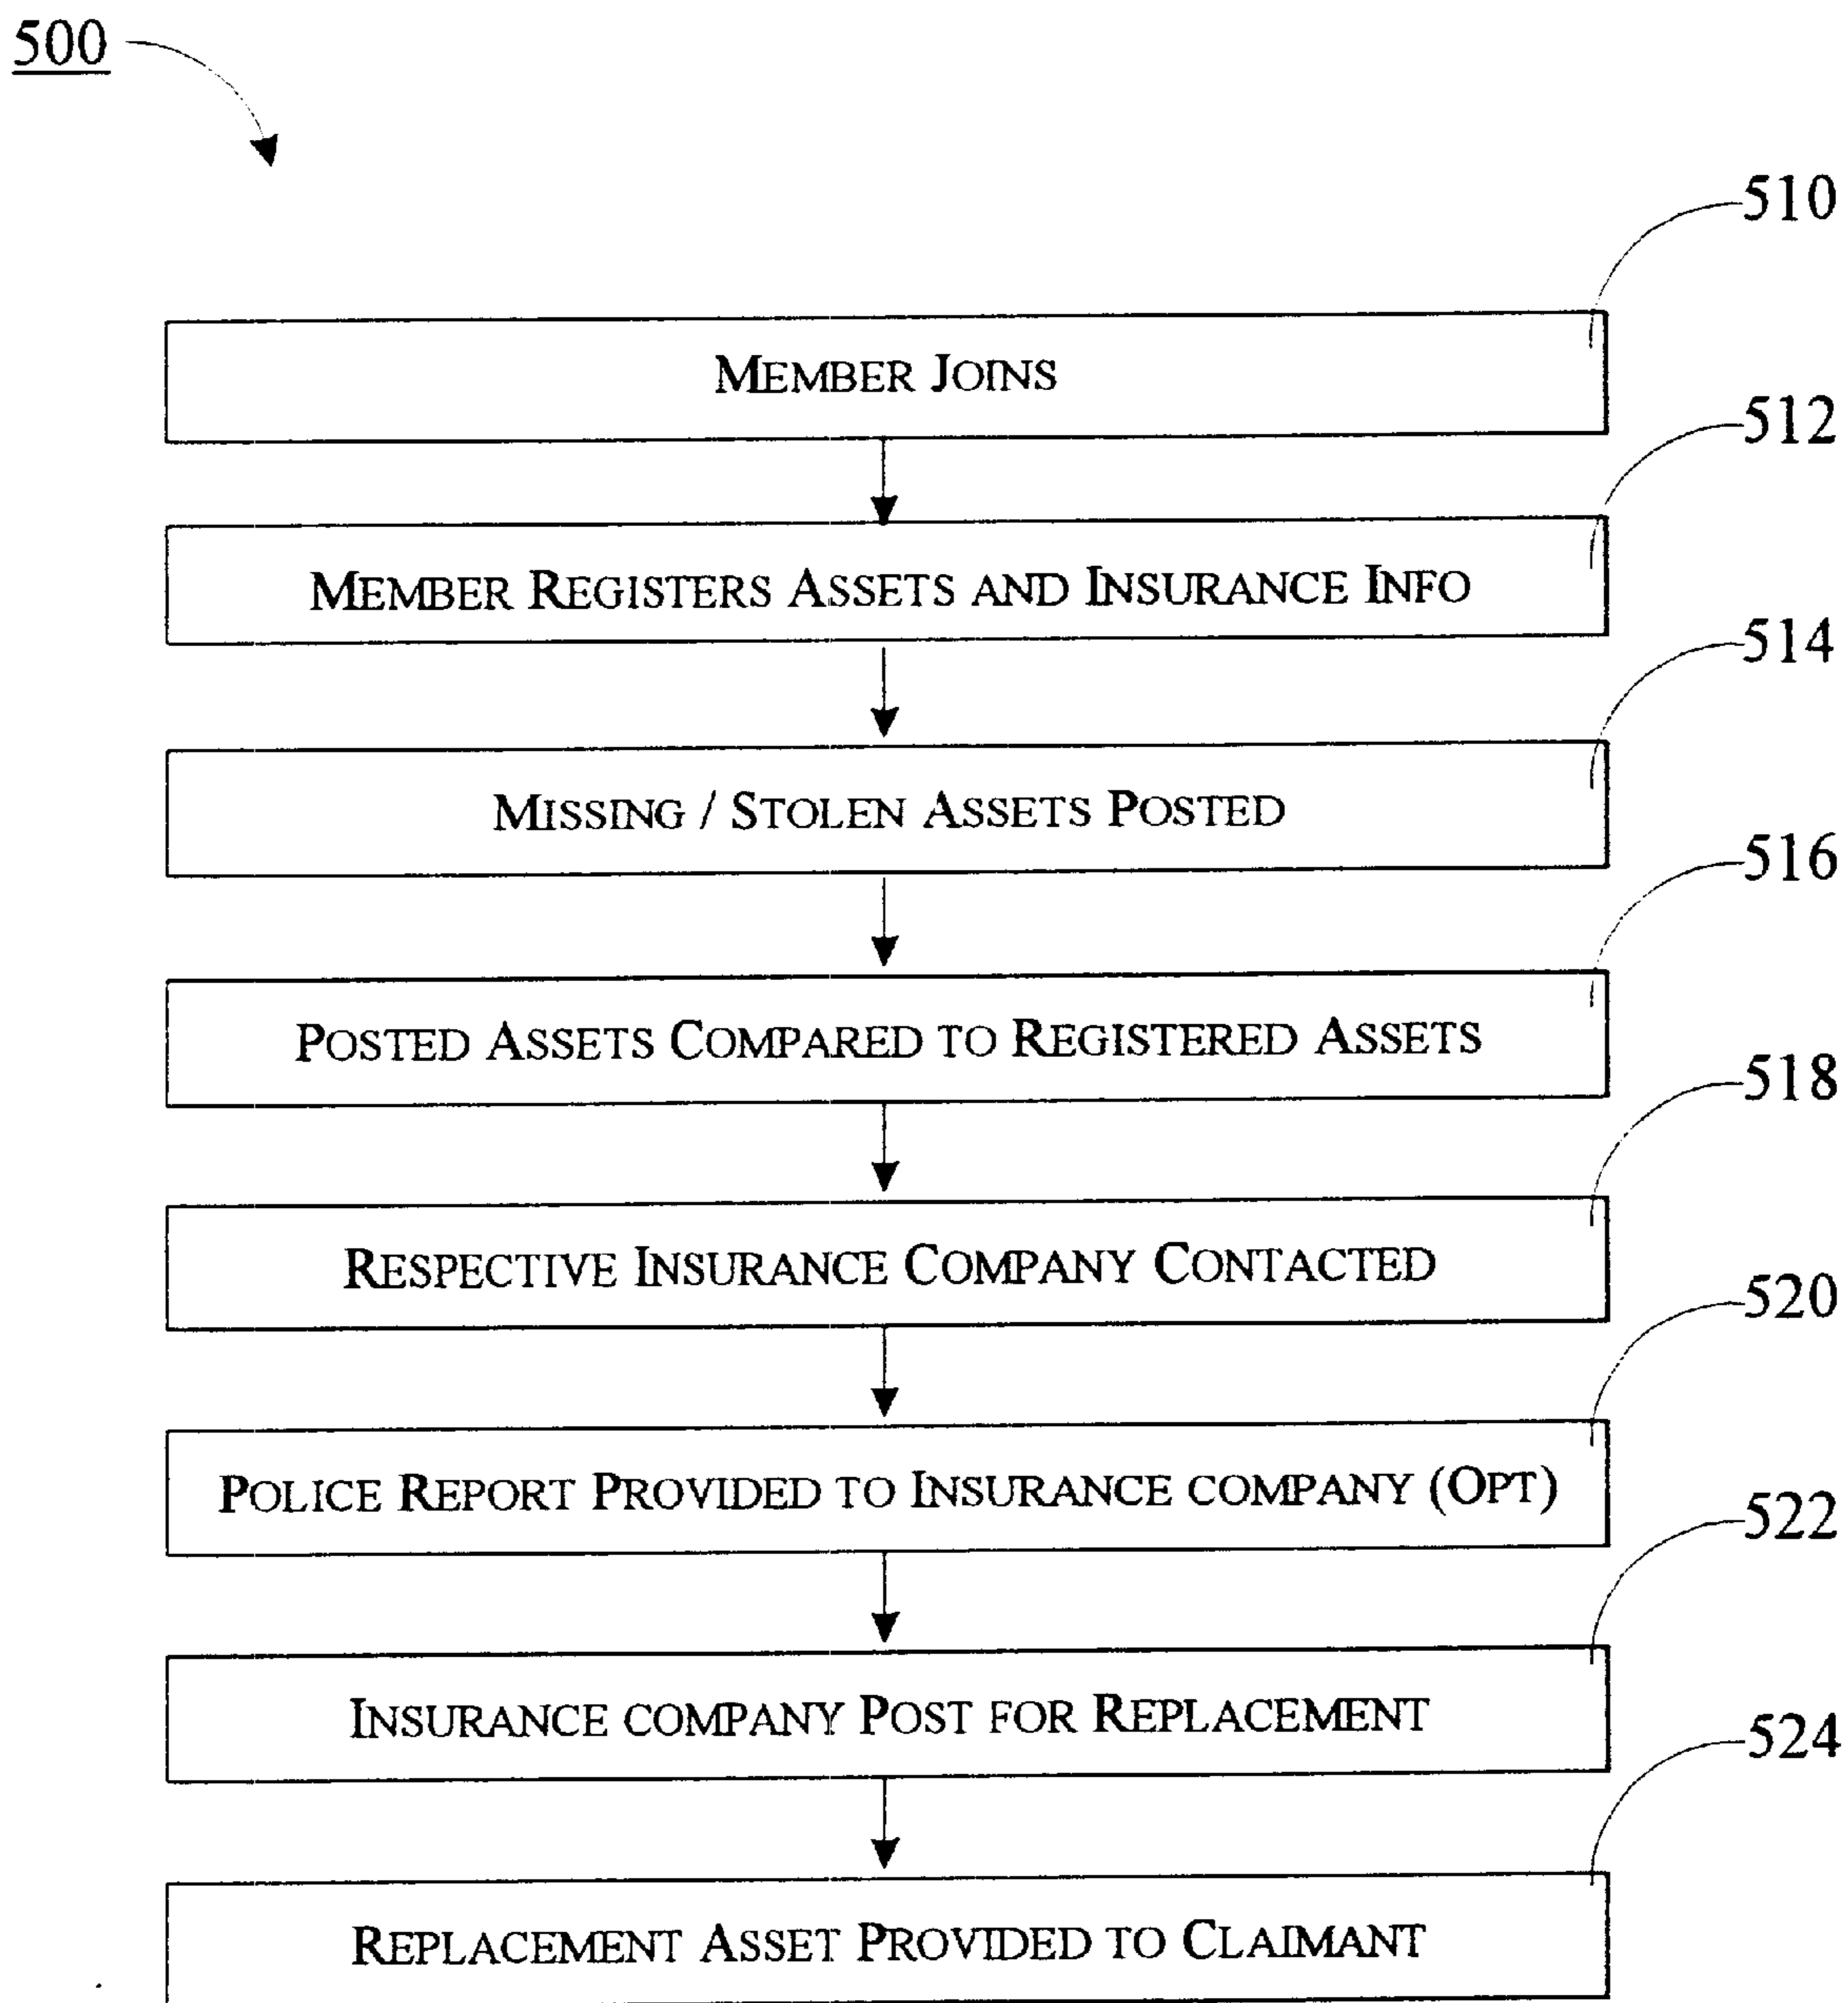 500
510
MEMBER JOINS
512
MEMBER REGISTERS ASSETS AND INSURANCE INFO
514
MISSING / STOLEN ASSETS POSTED
516
POSTED ASSETS COMPARED TO REGISTERED ASSETS
518
RESPECTIVE INSURANCE COMPANY CONTACTED
520
POLICE REPORT PROVIDED TO INSURANCE COMPANY (OPT)
522
INSURANCE COMPANY POST FOR REPLACEMENT
524
REPLACEMENT ASSET PROVIDED TO CLAIMANT